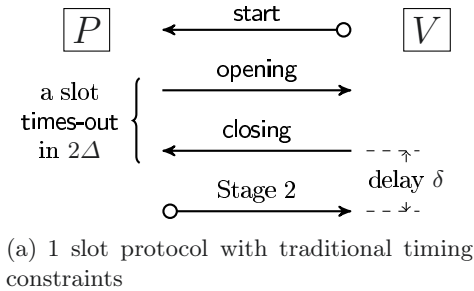 P
start
V
opening
a slot
times-out
in 2Δ
closing
delay δ
Stage 2
(a) 1 slot protocol with traditional timing
constraints